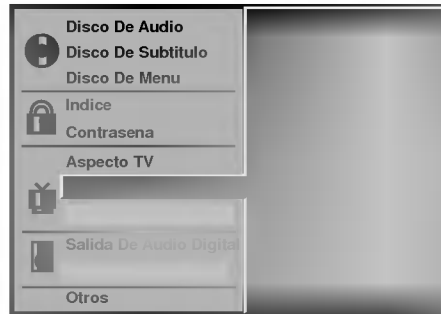 Disco De Audio
Disco De Subtitulo
Disco De Menu
Indice
Contrasena
Aspecto TV
Salida De Audio Digital
Otros